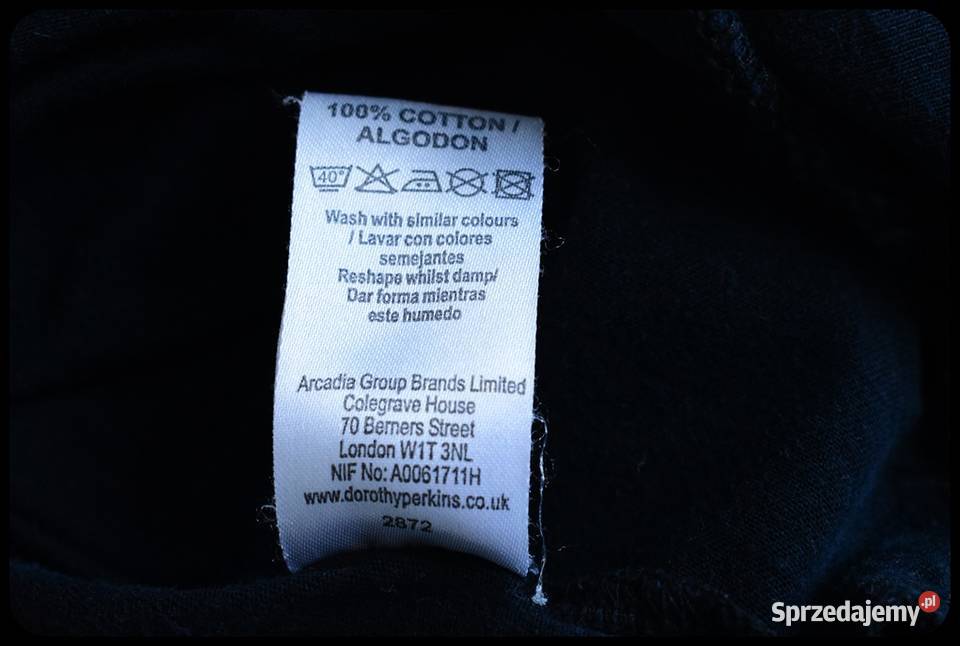 100% COTTON /
ALGODON
40°
Wash with similar colours
/ Lavar con colores
semejantes
Reshape whilst damp/
Dar forma mientras
este humedo
Arcadia Group Brands Limited
Colegrave House
70 Berners Street
London W1T 3NL
NIF No: A0061711H
www.dorothyperkins.co.uk
2872
Sprzedajemy.pl